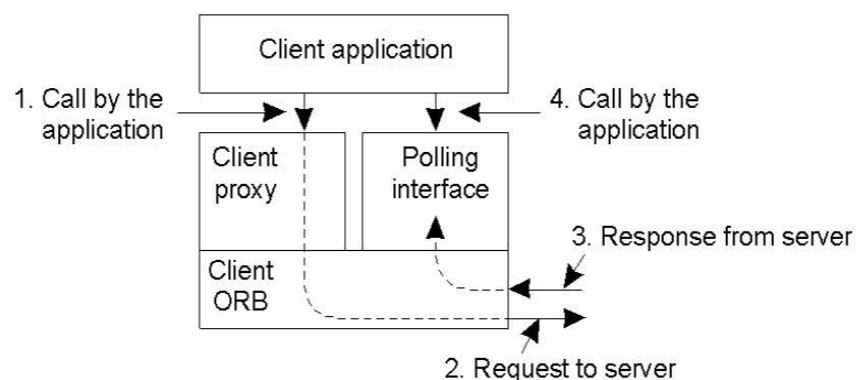 Client application
1. Call by the
application
4. Call by the
application
Client
proxy
Polling
interface
3. Response from server
Client
ORB
2. Request to server